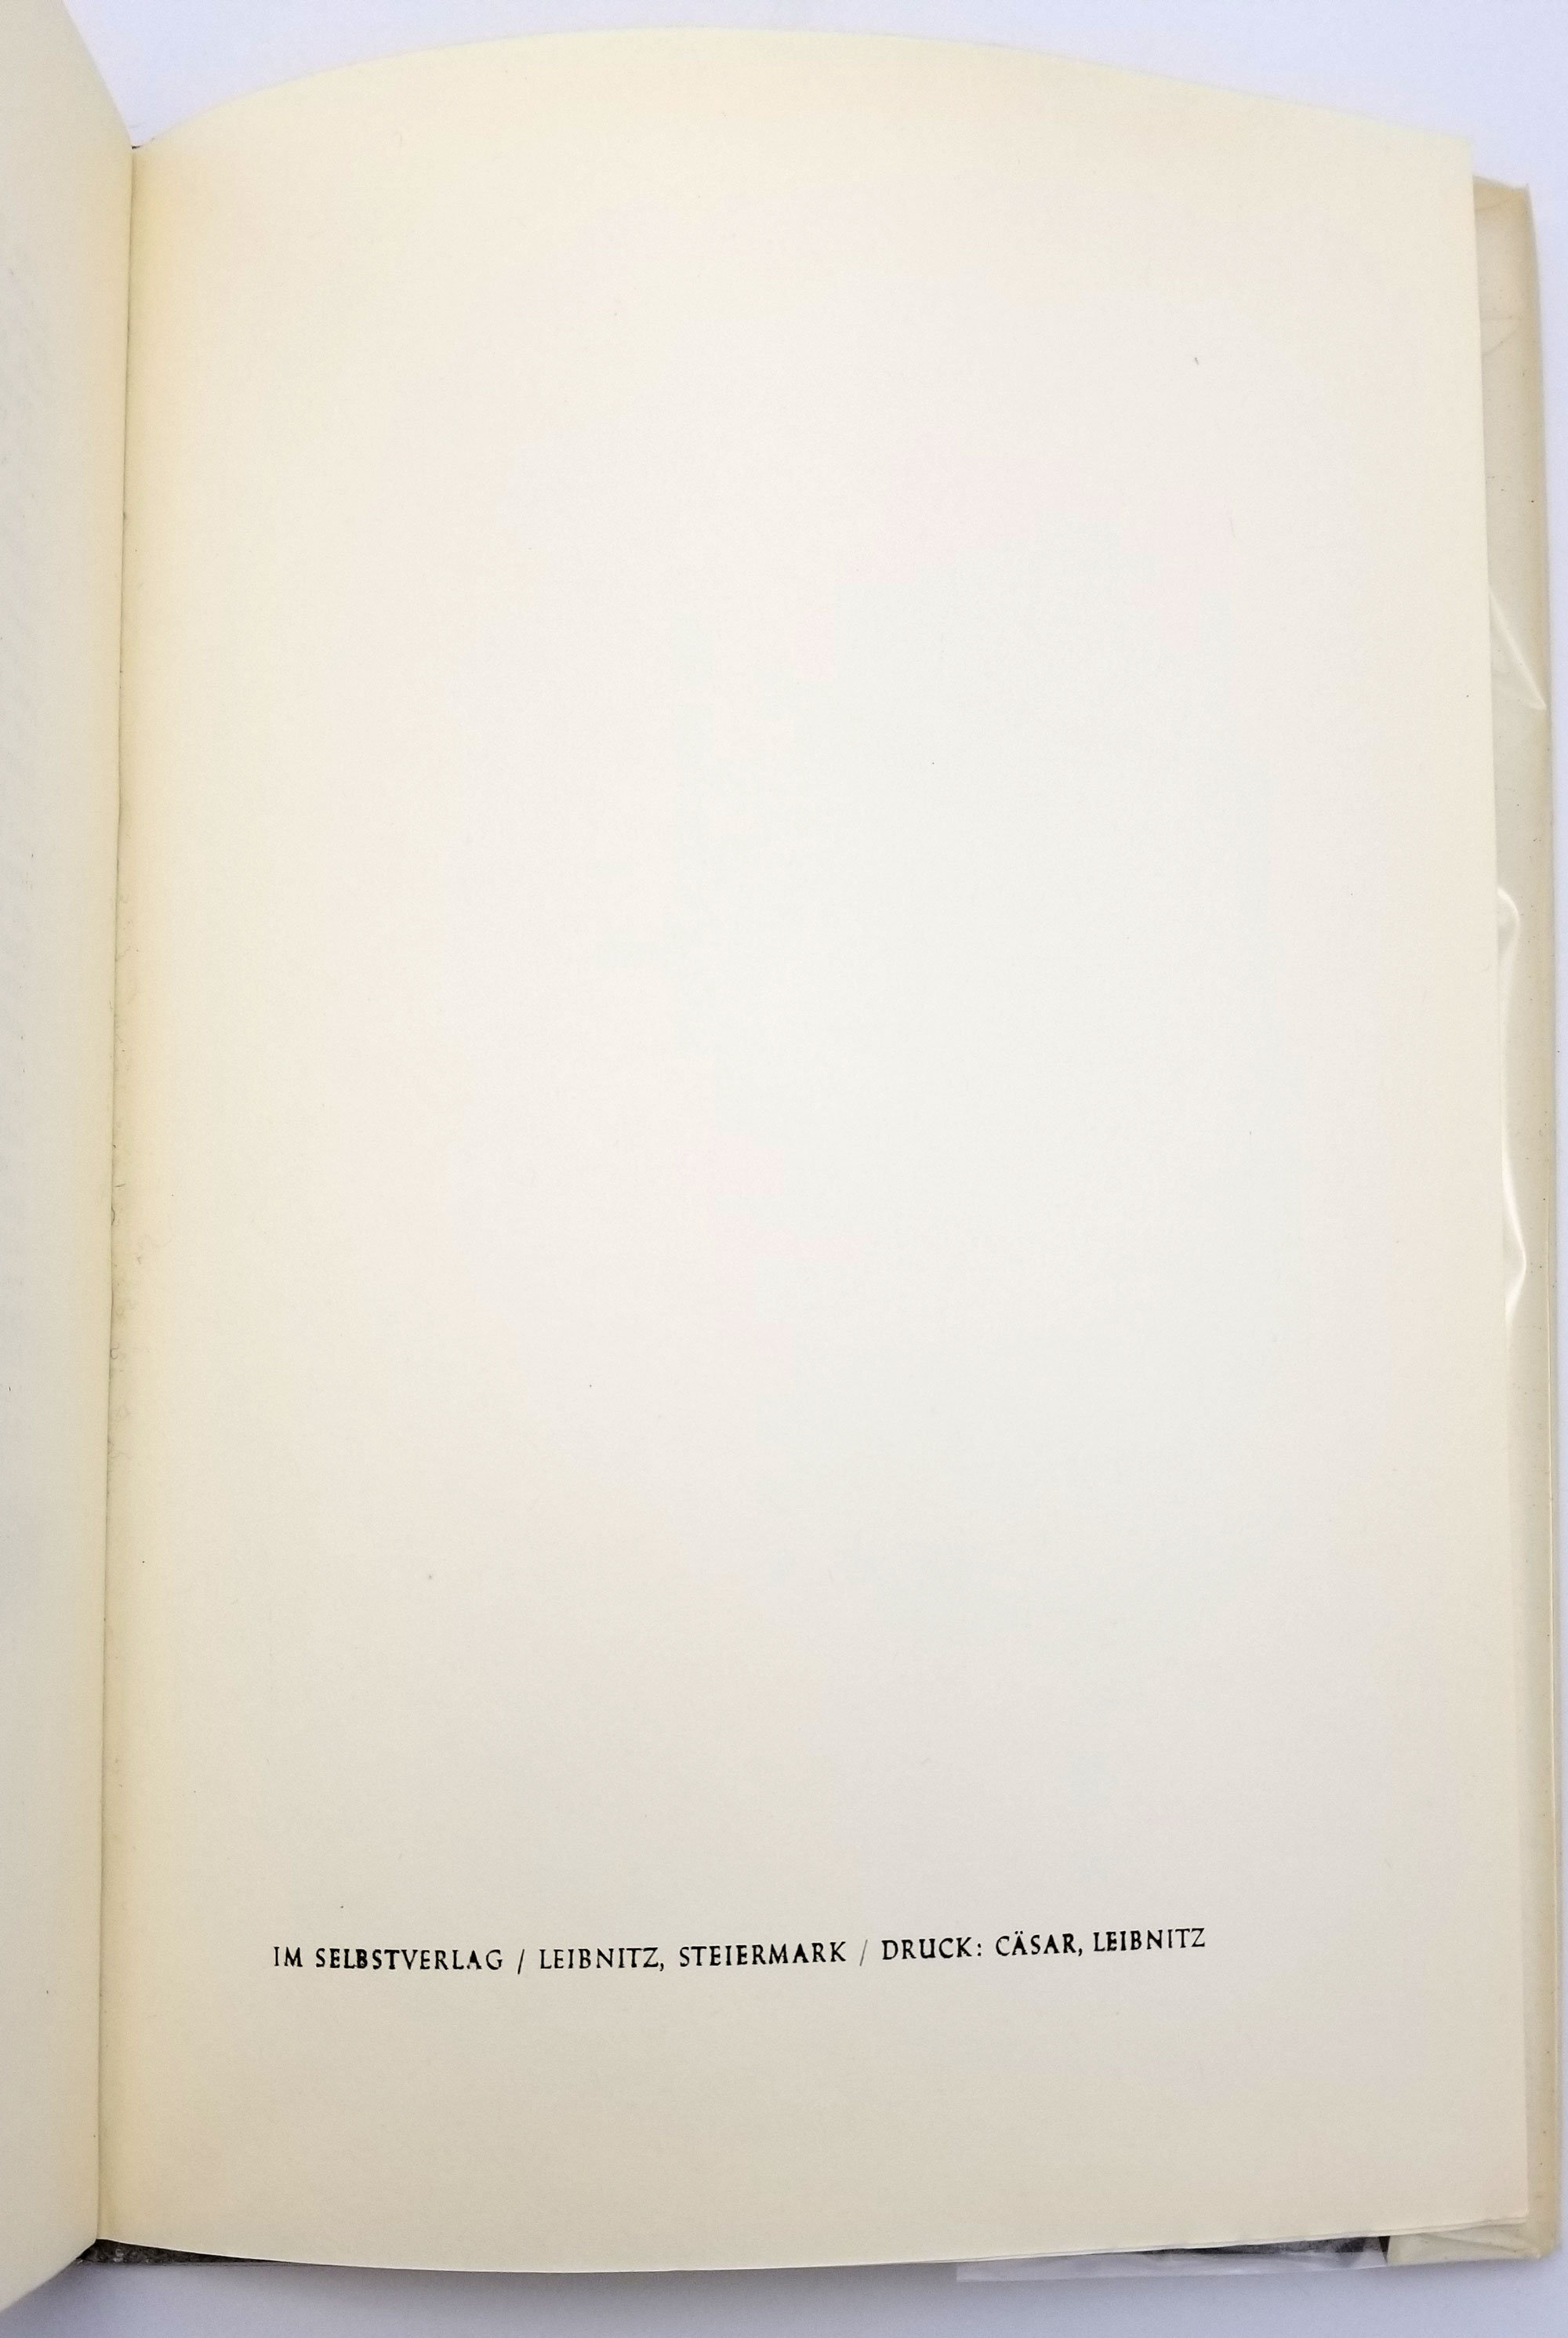 IM SELBSTVERLAG / LEIBNITZ, STEIERMARK / DRUCK: CÄSAR, LEIBNITZ